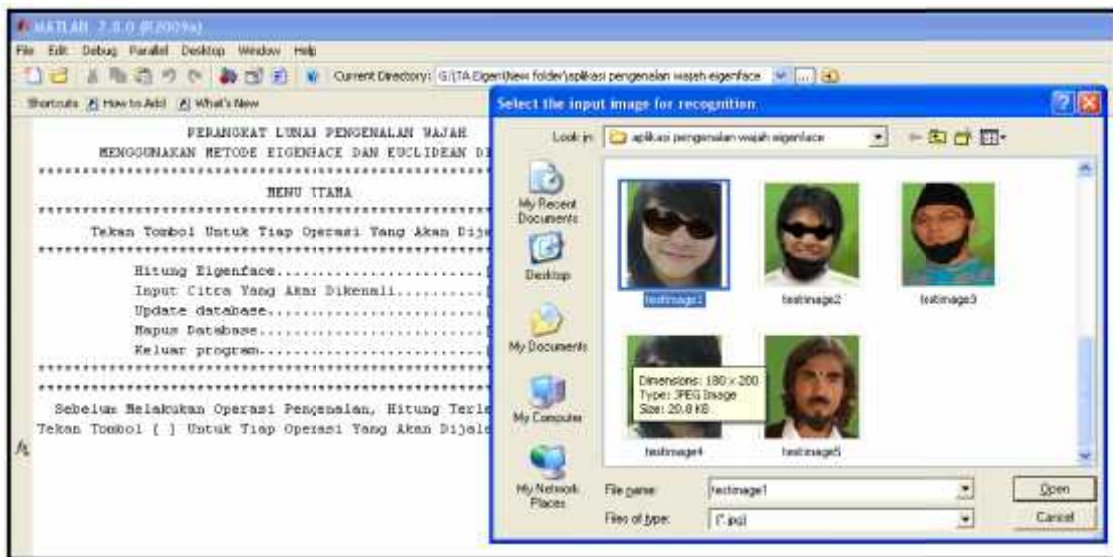 MATLAB 7.8.0 (R2009a)
File Edit Debug Parallel Desktop Window Help
Current Directory: G:\TA Eigen\New folder\aplikasi pengenalan wajah eigenface
Shortcuts How to Add What's New
PERANGKAT LUNAK PENGENALAN WAJAH
MENGGUNAKAN METODE EIGENFACE DAN EUCLIDEAN DI
MENU UTAMA
Tekan Tombol Untuk Tiap Operasi Yang Akan Dija
Hitung Eigenface........................[
Input Citra Yang Akan Dikenali..........[
Update database.........................[
Hapus Database..........................[
Keluar program..........................[
Sebelum Melakukan Operasi Pengenalan, Hitung Terle
Tekan Tombol [ ] Untuk Tiap Operasi Yang Akan Dijala
Select the input image for recognition
Look in: aplikasi pengenalan wajah eigenface
My Recent
Documents
Desktop
My Documents
My Computer
My Network
Places
testimage1 testimage2 testimage3
Dimensions: 180 x 200
Type: JPEG Image
Size: 20.8 KB
testimage4 testimage5
File name: testimage1 Open
Files of type: (*.jpg) Cancel